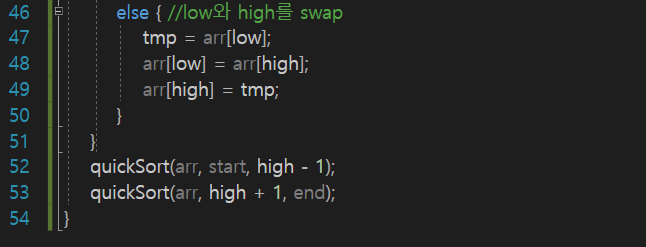 46 else { //low와 high를 swap
47 tmp = arr[low];
48 arr[low] = arr[high];
49 arr[high] = tmp;
50 }
51 }
52 quickSort(arr, start, high - 1);
53 quickSort(arr, high + 1, end);
54 }